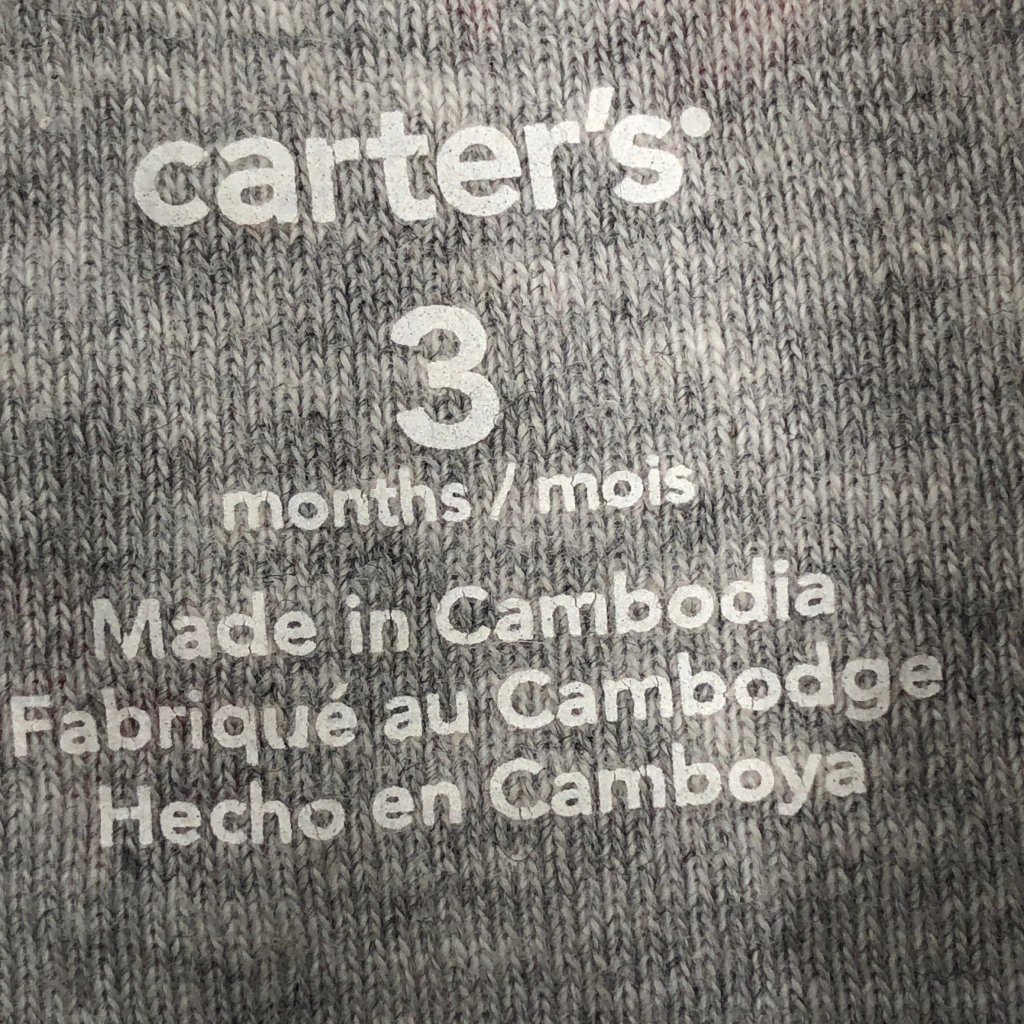 carter's
3
months / mois
Made in Cambodia
Fabriqué au Cambodge
Hecho en Camboya